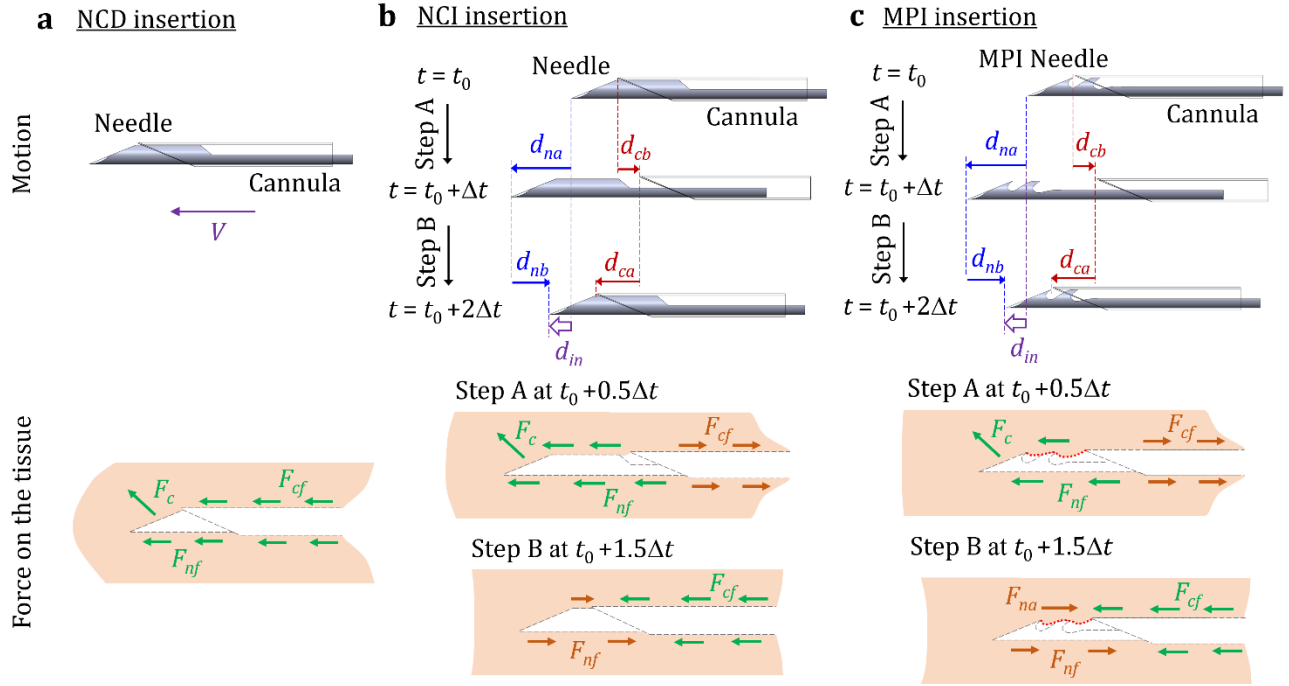 a NCD insertion
b NCI insertion
c MPI insertion
Motion
Needle
Cannula
V
t = t0
Needle
Cannula
Step A
dna
dcb
t = t0 + Δt
Step B
dnb
dca
t = t0 + 2Δt
din
t = t0
MPI Needle
Cannula
Step A
dna
dcb
t = t0 + Δt
Step B
dnb
dca
t = t0 + 2Δt
din
Force on the tissue
Fc
Fcf
Fnf
Step A at t0 +0.5Δt
Fc
Fcf
Fnf
Step B at t0 +1.5Δt
Fcf
Fnf
Step A at t0 +0.5Δt
Fc
Fcf
Fnf
Step B at t0 +1.5Δt
Fna
Fcf
Fnf